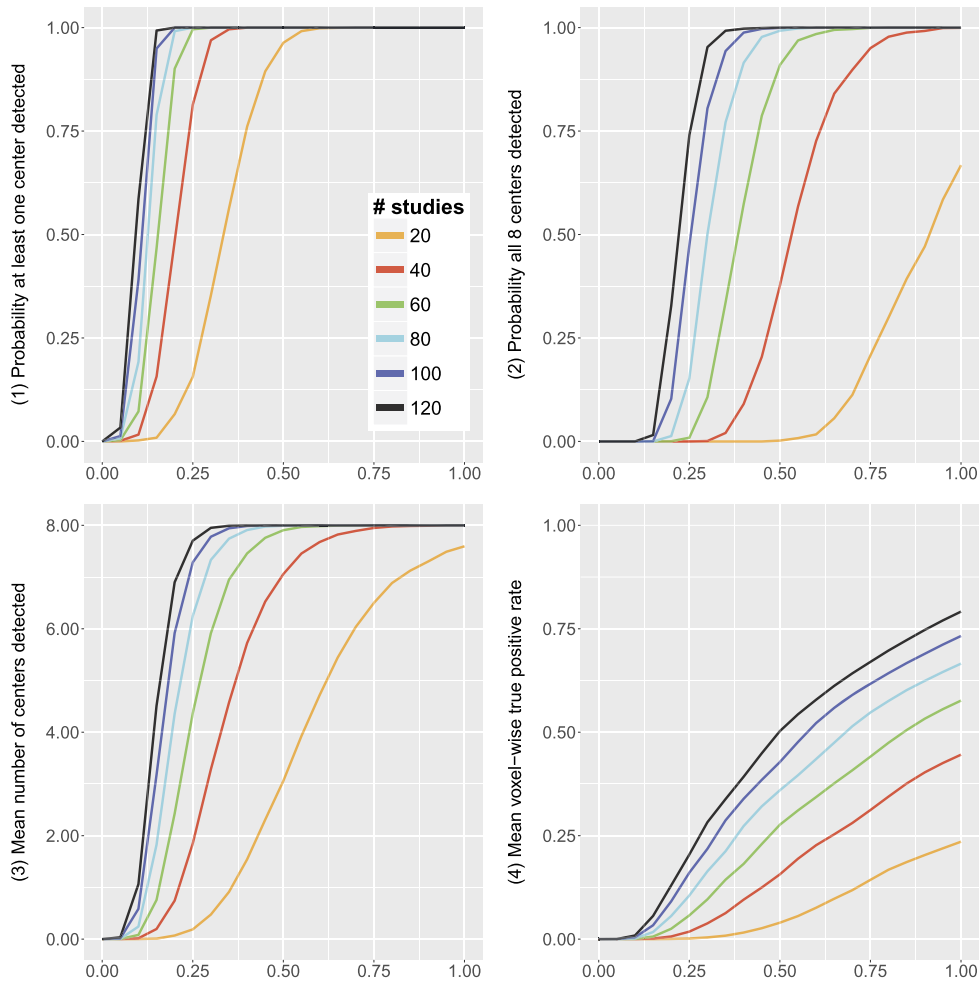 (1) Probability at least one center detected
1.00
0.75
0.50
0.25
0.00
0.00 0.25 0.50 0.75 1.00
# studies
20
40
60
80
100
120
(2) Probability all 8 centers detected
1.00
0.75
0.50
0.25
0.00
0.00 0.25 0.50 0.75 1.00
(3) Mean number of centers detected
8.00
6.00
4.00
2.00
0.00
0.00 0.25 0.50 0.75 1.00
(4) Mean voxel−wise true positive rate
1.00
0.75
0.50
0.25
0.00
0.00 0.25 0.50 0.75 1.00